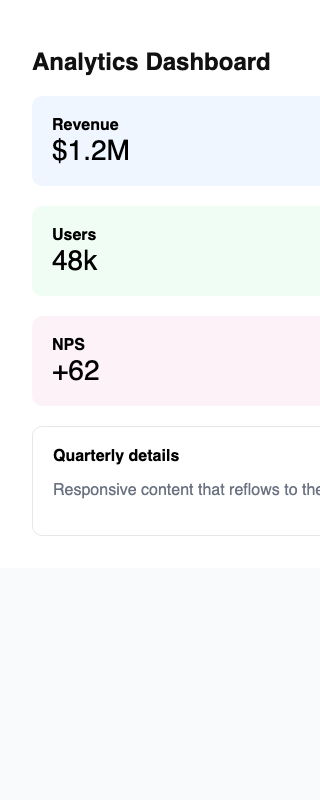 Analytics Dashboard
Revenue
$1.2M
Users
48k
NPS
+62
Quarterly details
Responsive content that reflows to the